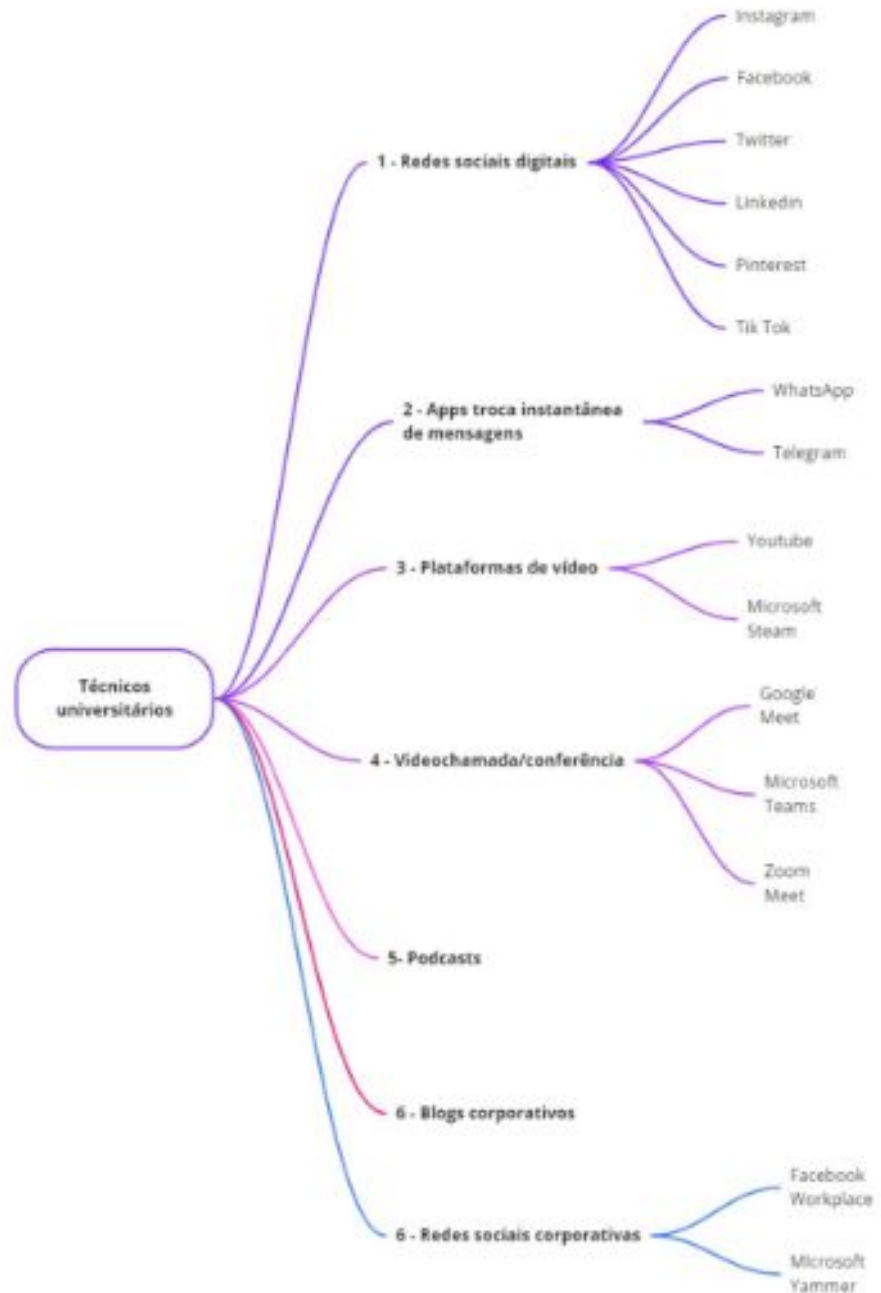 Instagram
Facebook
Twitter
1 - Redes sociais digitais
Linkedin
Pinterest
Tik Tok
2 - Apps troca instantânea
de mensagens
WhatsApp
Telegram
3 - Plataformas de vídeo
Youtube
Microsoft
Steam
Técnicos
universitários
4 - Videochamada/conferência
Google
Meet
Microsoft
Teams
Zoom
Meet
5- Podcasts
6 - Blogs corporativos
6 - Redes sociais corporativas
Facebook
Workplace
Microsoft
Yammer